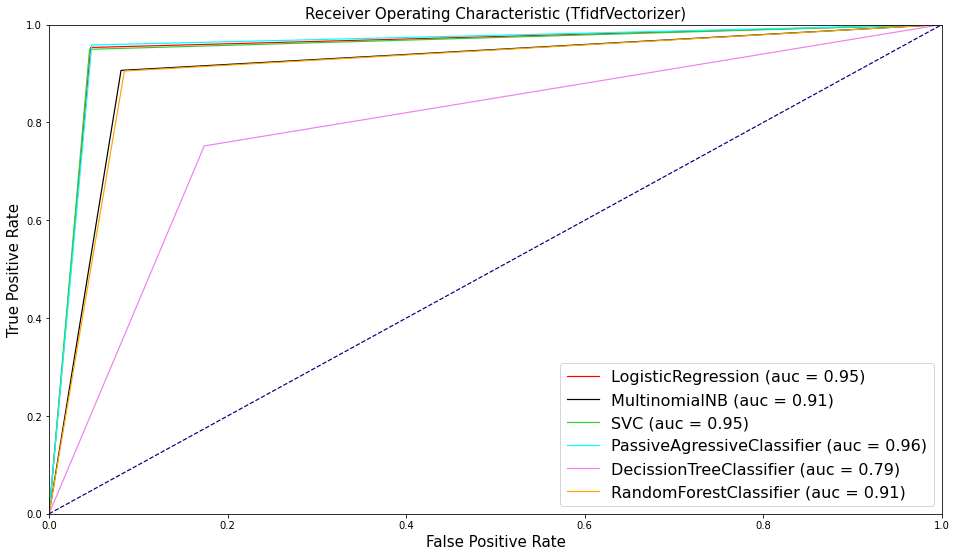 Receiver Operating Characteristic (TfidfVectorizer)
1.0
0.8
0.6
0.4
0.2
0.0
True Positive Rate
LogisticRegression (auc = 0.95)
MultinomialNB (auc = 0.91)
SVC (auc = 0.95)
PassiveAgressiveClassifier (auc = 0.96)
DecissionTreeClassifier (auc = 0.79)
RandomForestClassifier (auc = 0.91)
0.0 0.2 0.4 0.6 0.8 1.0
False Positive Rate